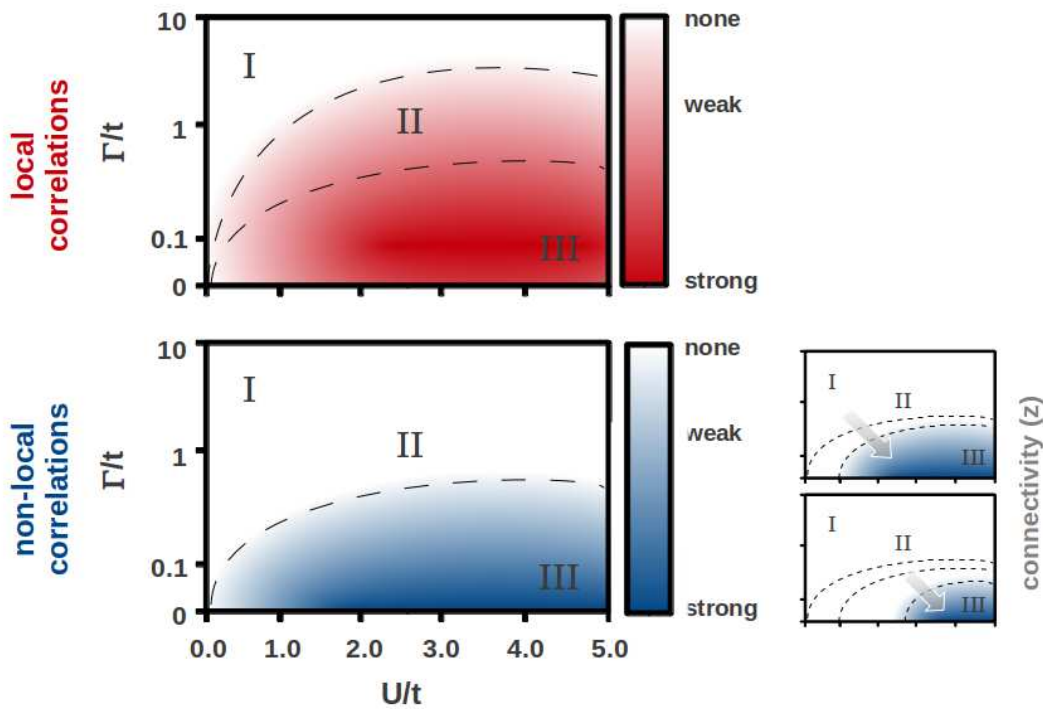 local
correlations
Γ/t
10
1
0.1
0
I
II
III
none
weak
strong
non-local
correlations
Γ/t
10
1
0.1
0
I
II
III
0.0 1.0 2.0 3.0 4.0 5.0
U/t
none
weak
strong
I
II
III
I
II
III
connectivity (z)